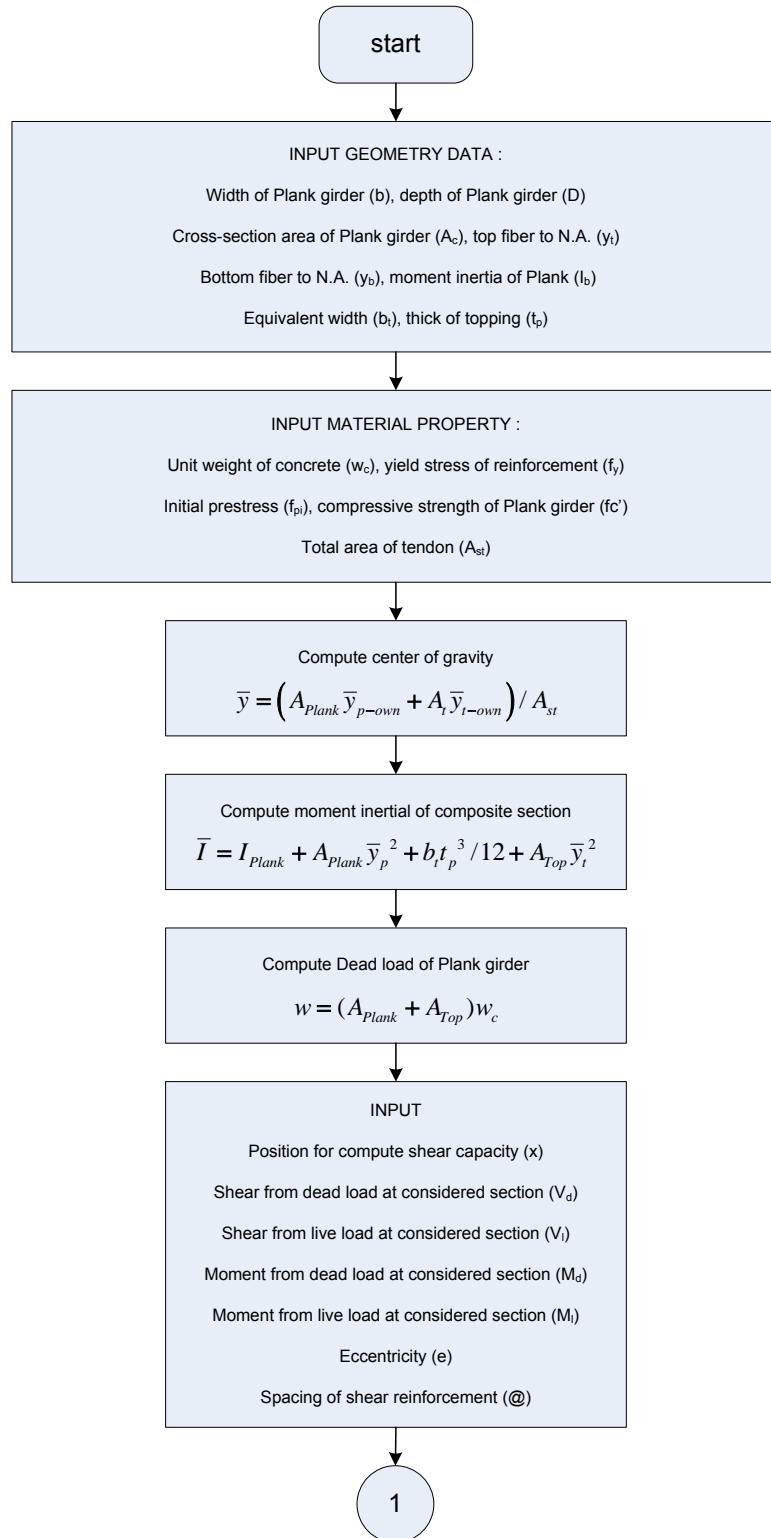 start
INPUT GEOMETRY DATA :
Width of Plank girder (b), depth of Plank girder (D)
Cross-section area of Plank girder (A_c), top fiber to N.A. (y_t)
Bottom fiber to N.A. (y_b), moment inertia of Plank (I_b)
Equivalent width (b_t), thick of topping (t_p)
INPUT MATERIAL PROPERTY :
Unit weight of concrete (w_c), yield stress of reinforcement (f_y)
Initial prestress (f_pi), compressive strength of Plank girder (fc')
Total area of tendon (A_st)
Compute center of gravity
ȳ = (A_Plank ȳ_p–own + A_t ȳ_t–own) / A_st
Compute moment inertial of composite section
Ī = I_Plank + A_Plank ȳ_p² + b_t t_p³ /12 + A_Top ȳ_t²
Compute Dead load of Plank girder
w = (A_Plank + A_Top)w_c
INPUT
Position for compute shear capacity (x)
Shear from dead load at considered section (V_d)
Shear from live load at considered section (V_l)
Moment from dead load at considered section (M_d)
Moment from live load at considered section (M_l)
Eccentricity (e)
Spacing of shear reinforcement (@)
1